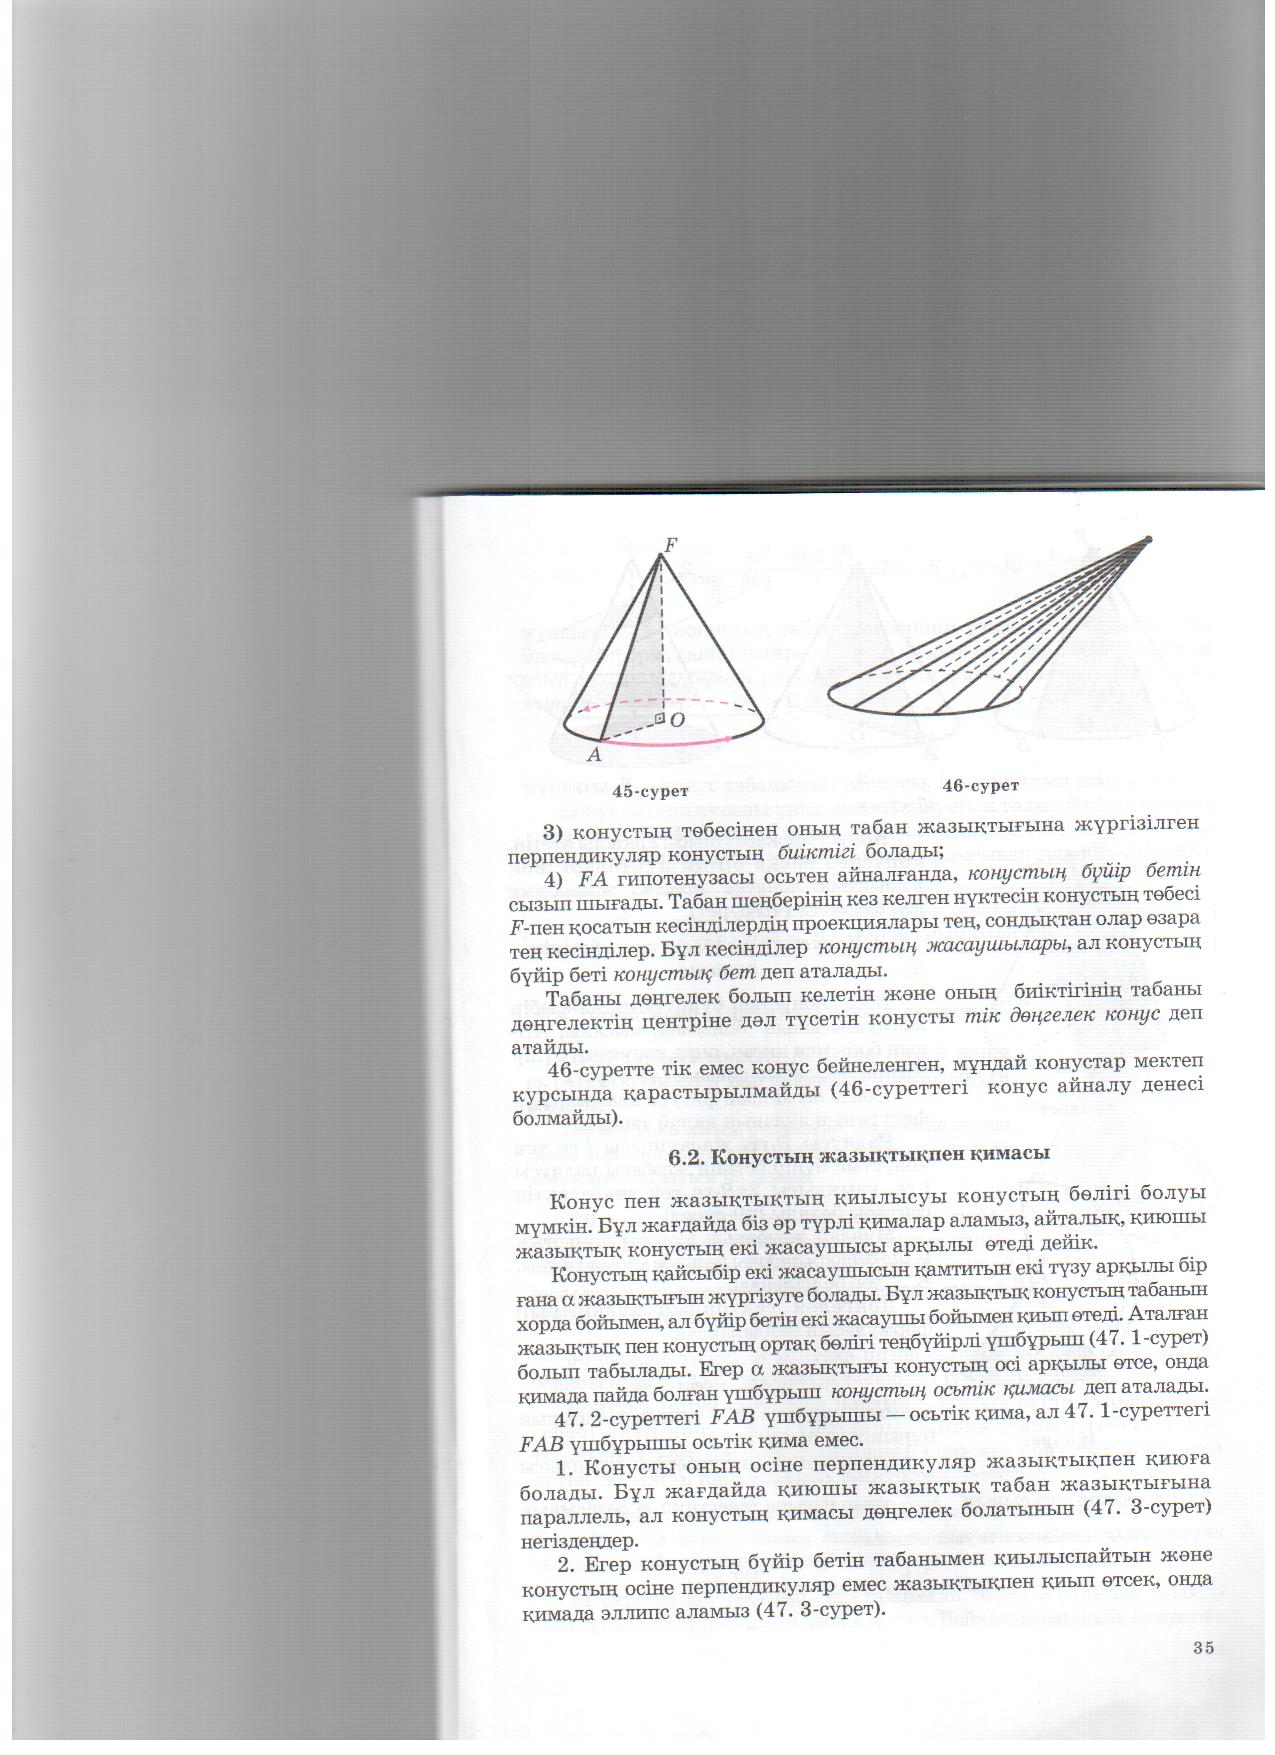 F
O
A
45-сурет
46-сурет
3) конустың төбесінен оның табан жазықтығына жүргізілген
перпендикуляр конустың биіктігі болады;
4) FA гипотенузасы осьтен айналғанда, конустың бүйір бетін
сызып шығады. Табан шеңберінің кез келген нүктесін конустың төбесі
F-пен қосатын кесінділердің проекциялары тең, сондықтан олар өзара
тең кесінділер. Бұл кесінділер конустың жасаушылары, ал конустың
бүйір беті конустық бет деп аталады.
Табаны дөңгелек болып келетін және оның биіктігінің табаны
дөңгелектің центріне дәл түсетін конусты тік дөңгелек конус деп
атайды.
46-суретте тік емес конус бейнеленген, мұндай конустар мектеп
курсында қарастырылмайды (46-суреттегі конус айналу денесі
болмайды).
6.2. Конустың жазықтықпен қимасы
Конус пен жазықтықтың қиылысуы конустың бөлігі болуы
мүмкін. Бұл жағдайда біз әр түрлі қималар аламыз, айталық, қиюшы
жазықтық конустың екі жасаушысы арқылы өтеді дейік.
Конустың қайсыбір екі жасаушысын қамтитын екі түзу арқылы бір
ғана α жазықтығын жүргізуге болады. Бұл жазықтық конустың табанын
хорда бойымен, ал бүйір бетін екі жасаушы бойымен қиып өтеді. Аталған
жазықтық пен конустың ортақ бөлігі теңбүйірлі үшбұрыш (47. 1-сурет)
болып табылады. Егер α жазықтығы конустың осі арқылы өтсе, онда
қимада пайда болған үшбұрыш конустың осьтік қимасы деп аталады.
47. 2-суреттегі FAB үшбұрышы — осьтік қима, ал 47. 1-суреттегі
FAB үшбұрышы осьтік қима емес.
1. Конусты оның осіне перпендикуляр жазықтықпен қиюға
болады. Бұл жағдайда қиюшы жазықтық табан жазықтығына
параллель, ал конустың қимасы дөңгелек болатынын (47. 3-сурет)
негіздеңдер.
2. Егер конустың бүйір бетін табанымен қиылыспайтын және
конустың осіне перпендикуляр емес жазықтықпен қиып өтсек, онда
қимада эллипс аламыз (47. 3-сурет).
35